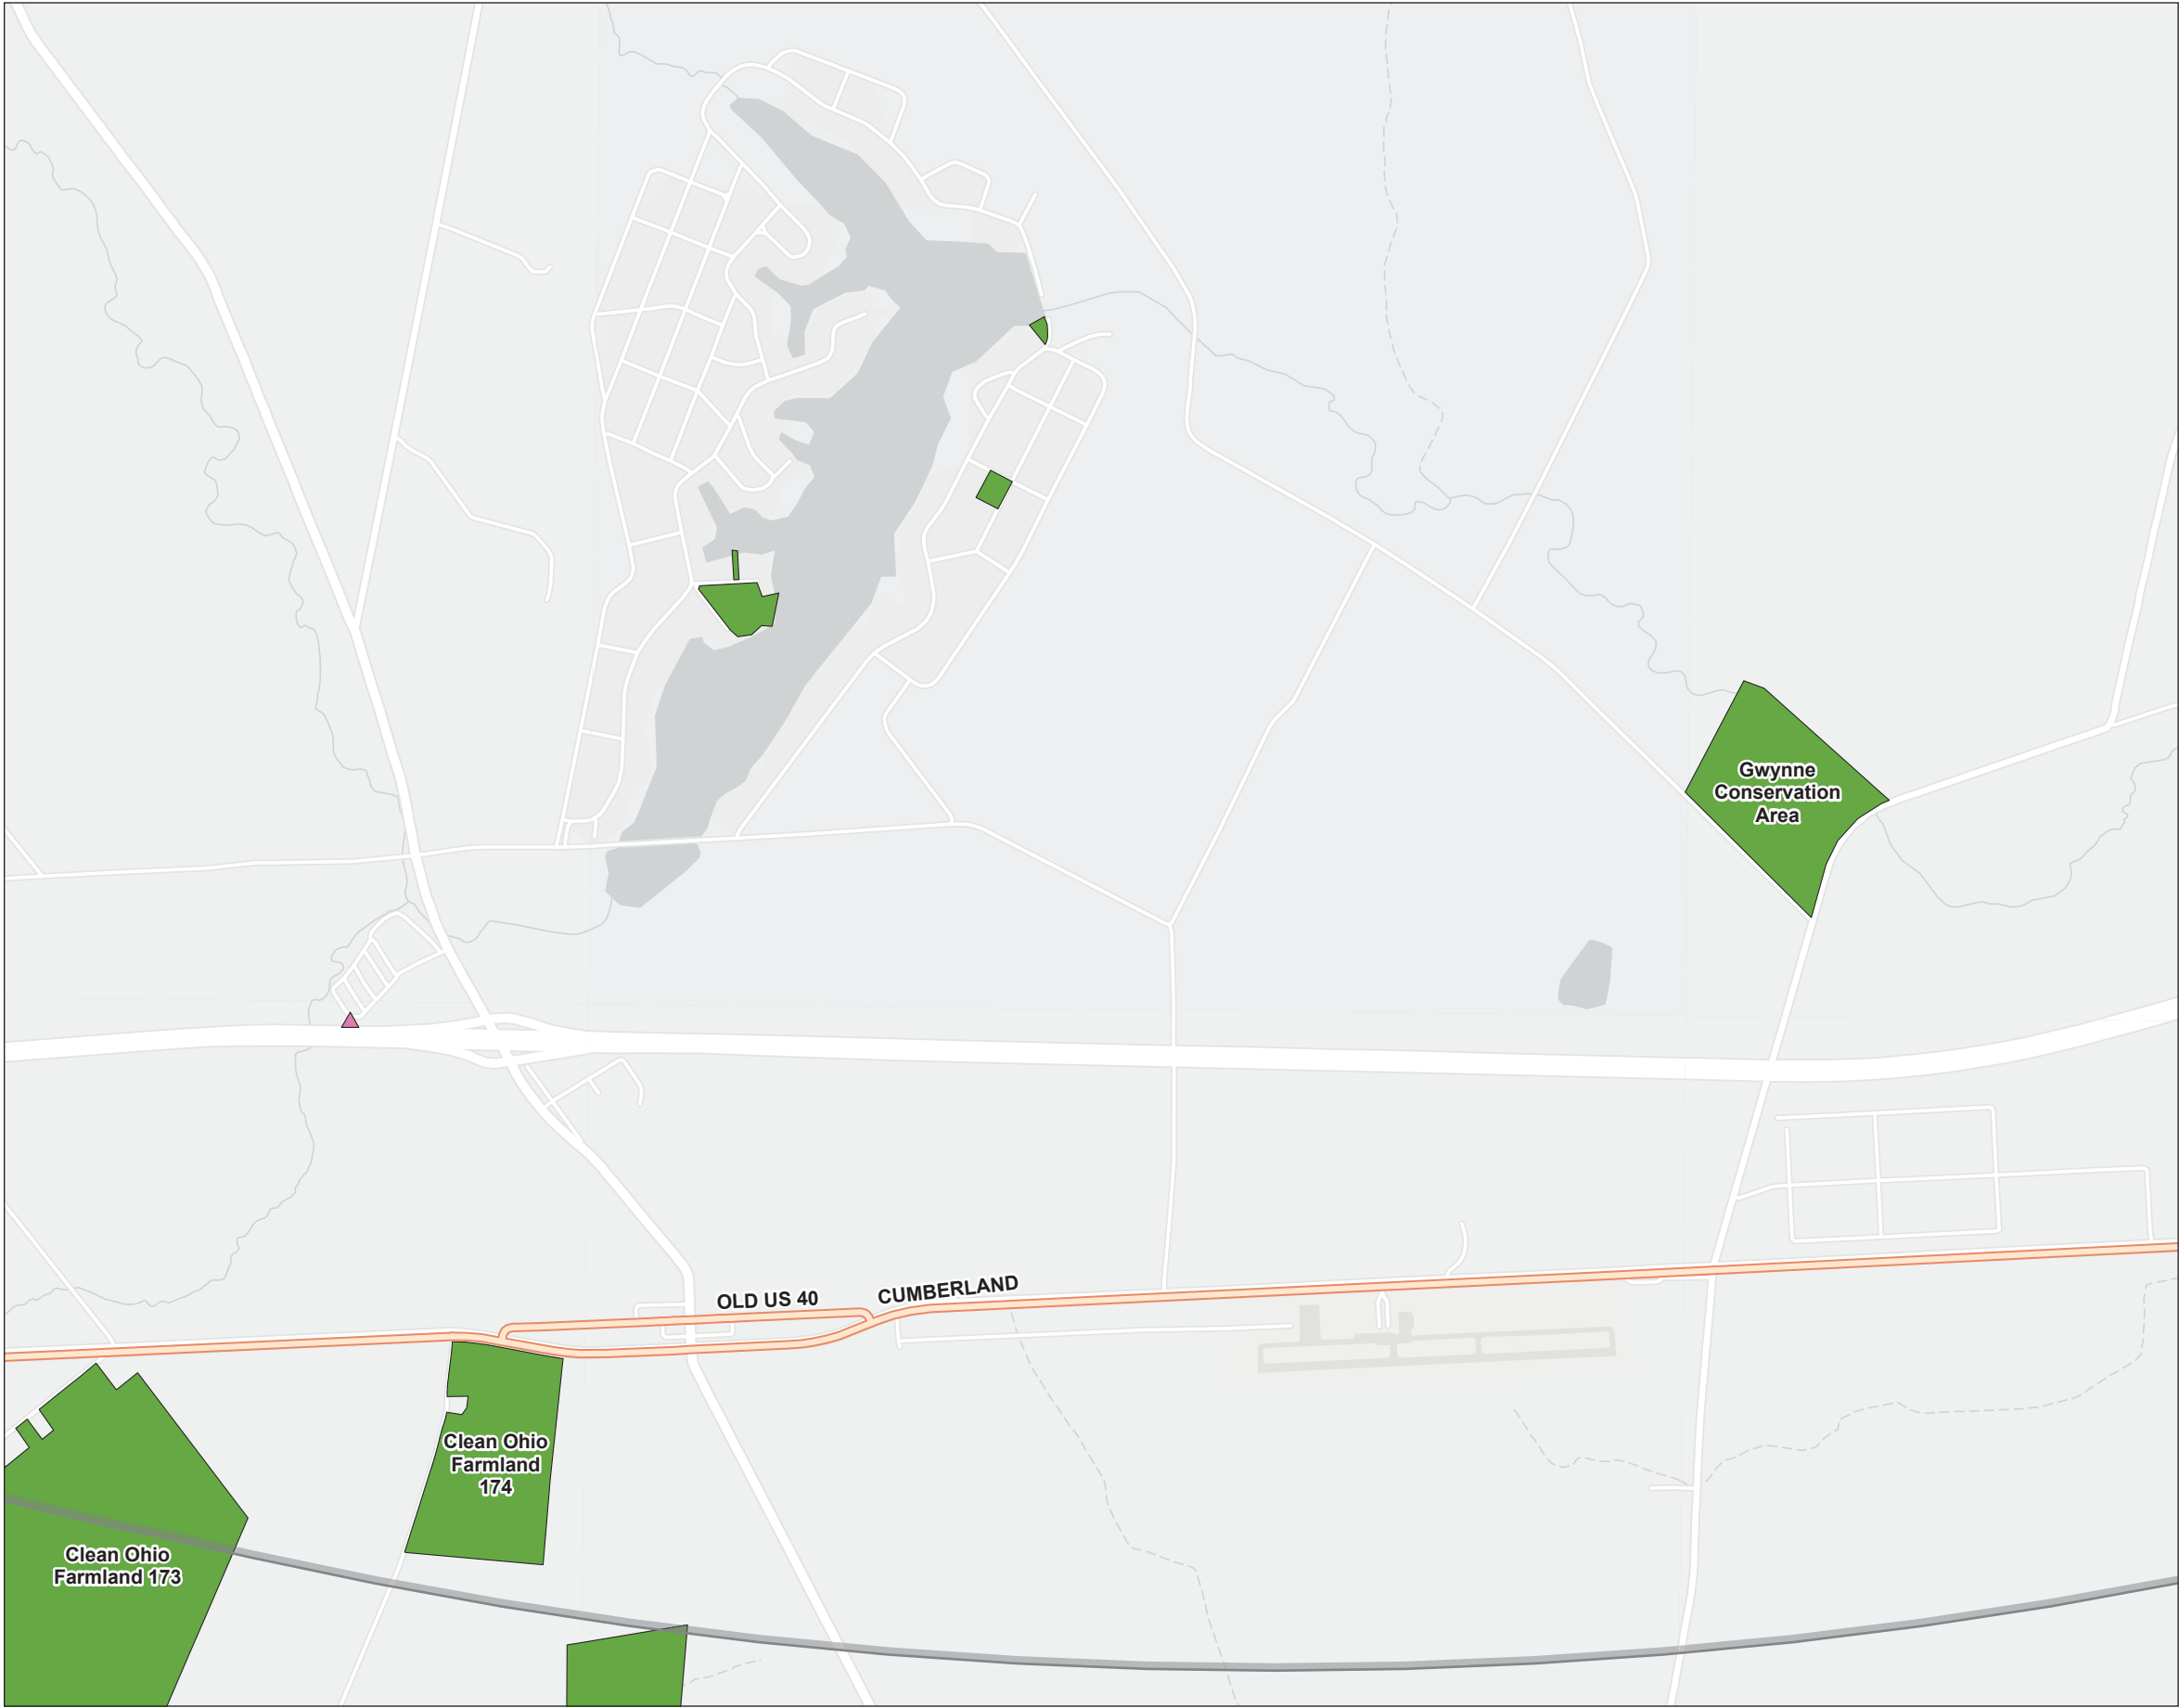 Gwynne
Conservation
Area
OLD US 40
CUMBERLAND
Clean Ohio
Farmland
174
Clean Ohio
Farmland 173